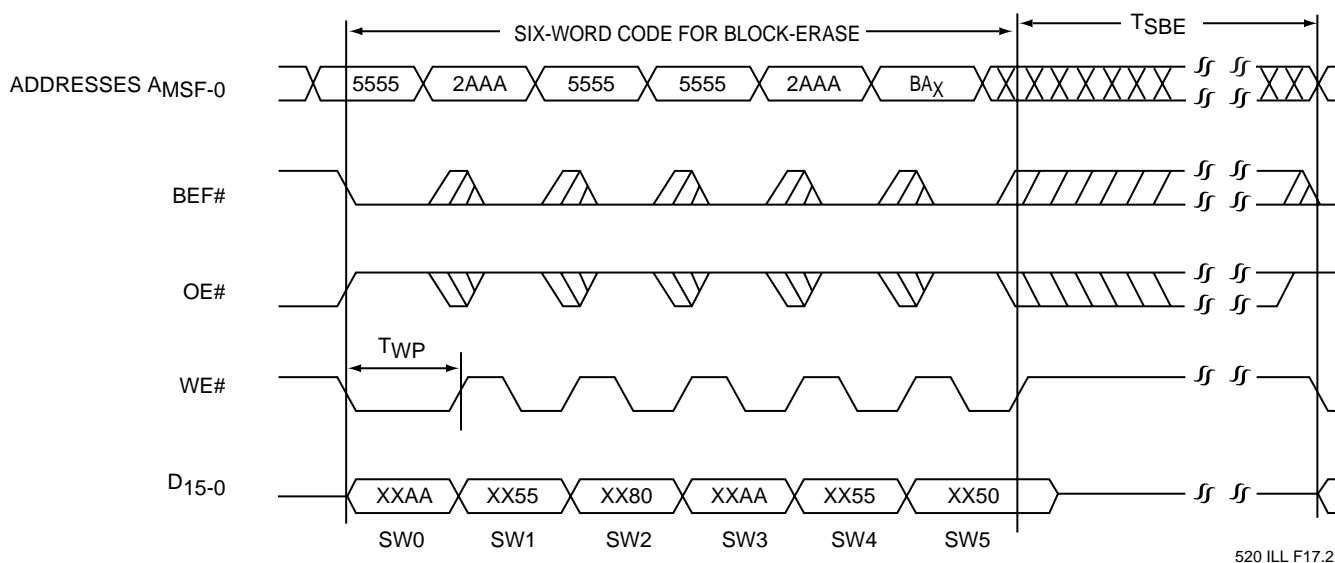 SIX-WORD CODE FOR BLOCK-ERASE
TSBE
ADDRESSES AMSF-0
5555 2AAA 5555 5555 2AAA BAX
BEF#
OE#
TWP
WE#
D15-0
XXAA XX55 XX80 XXAA XX55 XX50
SW0 SW1 SW2 SW3 SW4 SW5
520 ILL F17.2